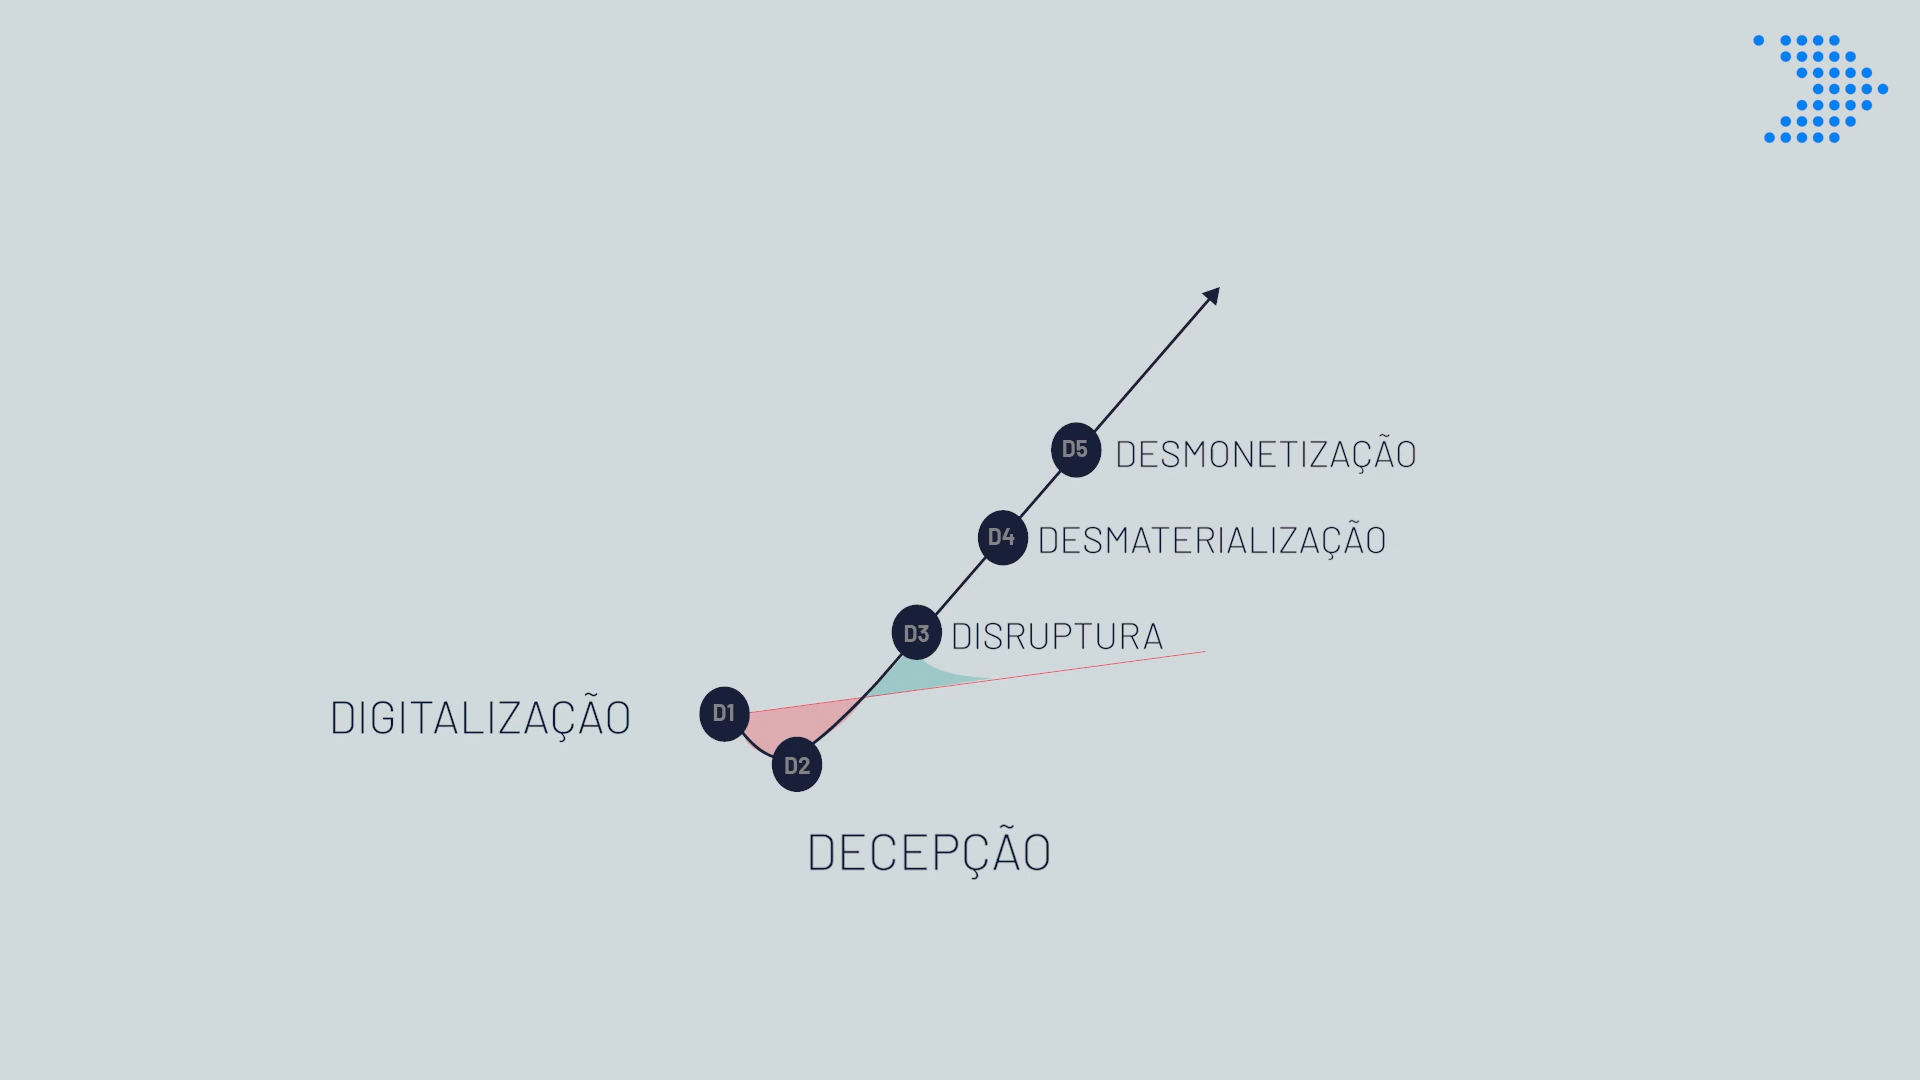 D5 DESMONETIZAÇÃO
D4 DESMATERIALIZAÇÃO
D3 DISRUPTURA
DIGITALIZAÇÃO D1
D2
DECEPÇÃO